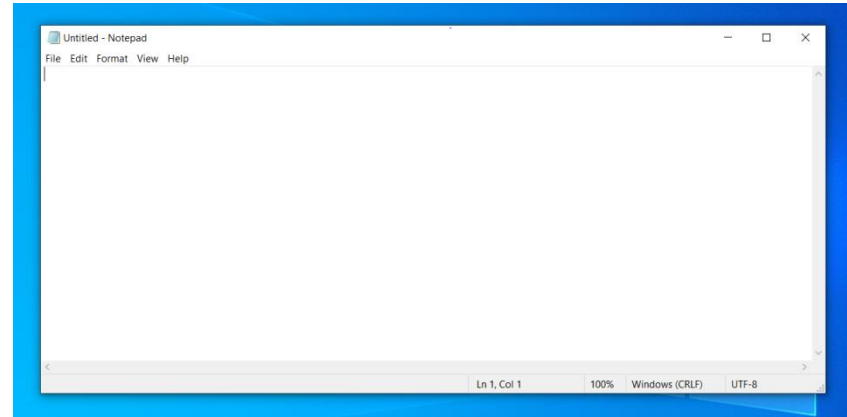 Untitled - Notepad
File Edit Format View Help
Ln 1, Col 1 100% Windows (CRLF) UTF-8